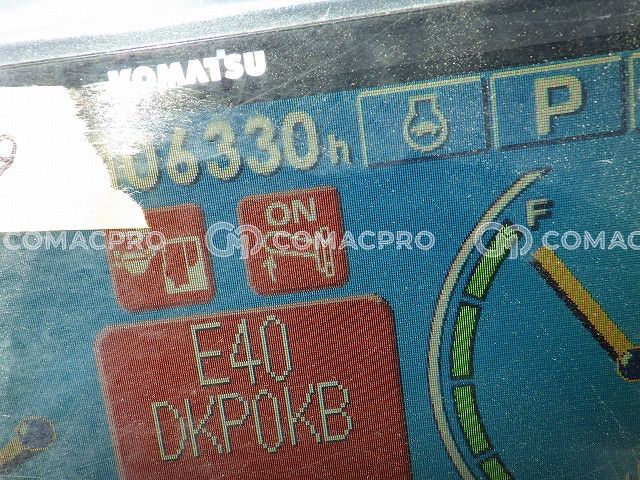 KOMATSU
06330h
P
ON
F
COMACPRO COMACPRO COMACPRO
E40
DKP0KB